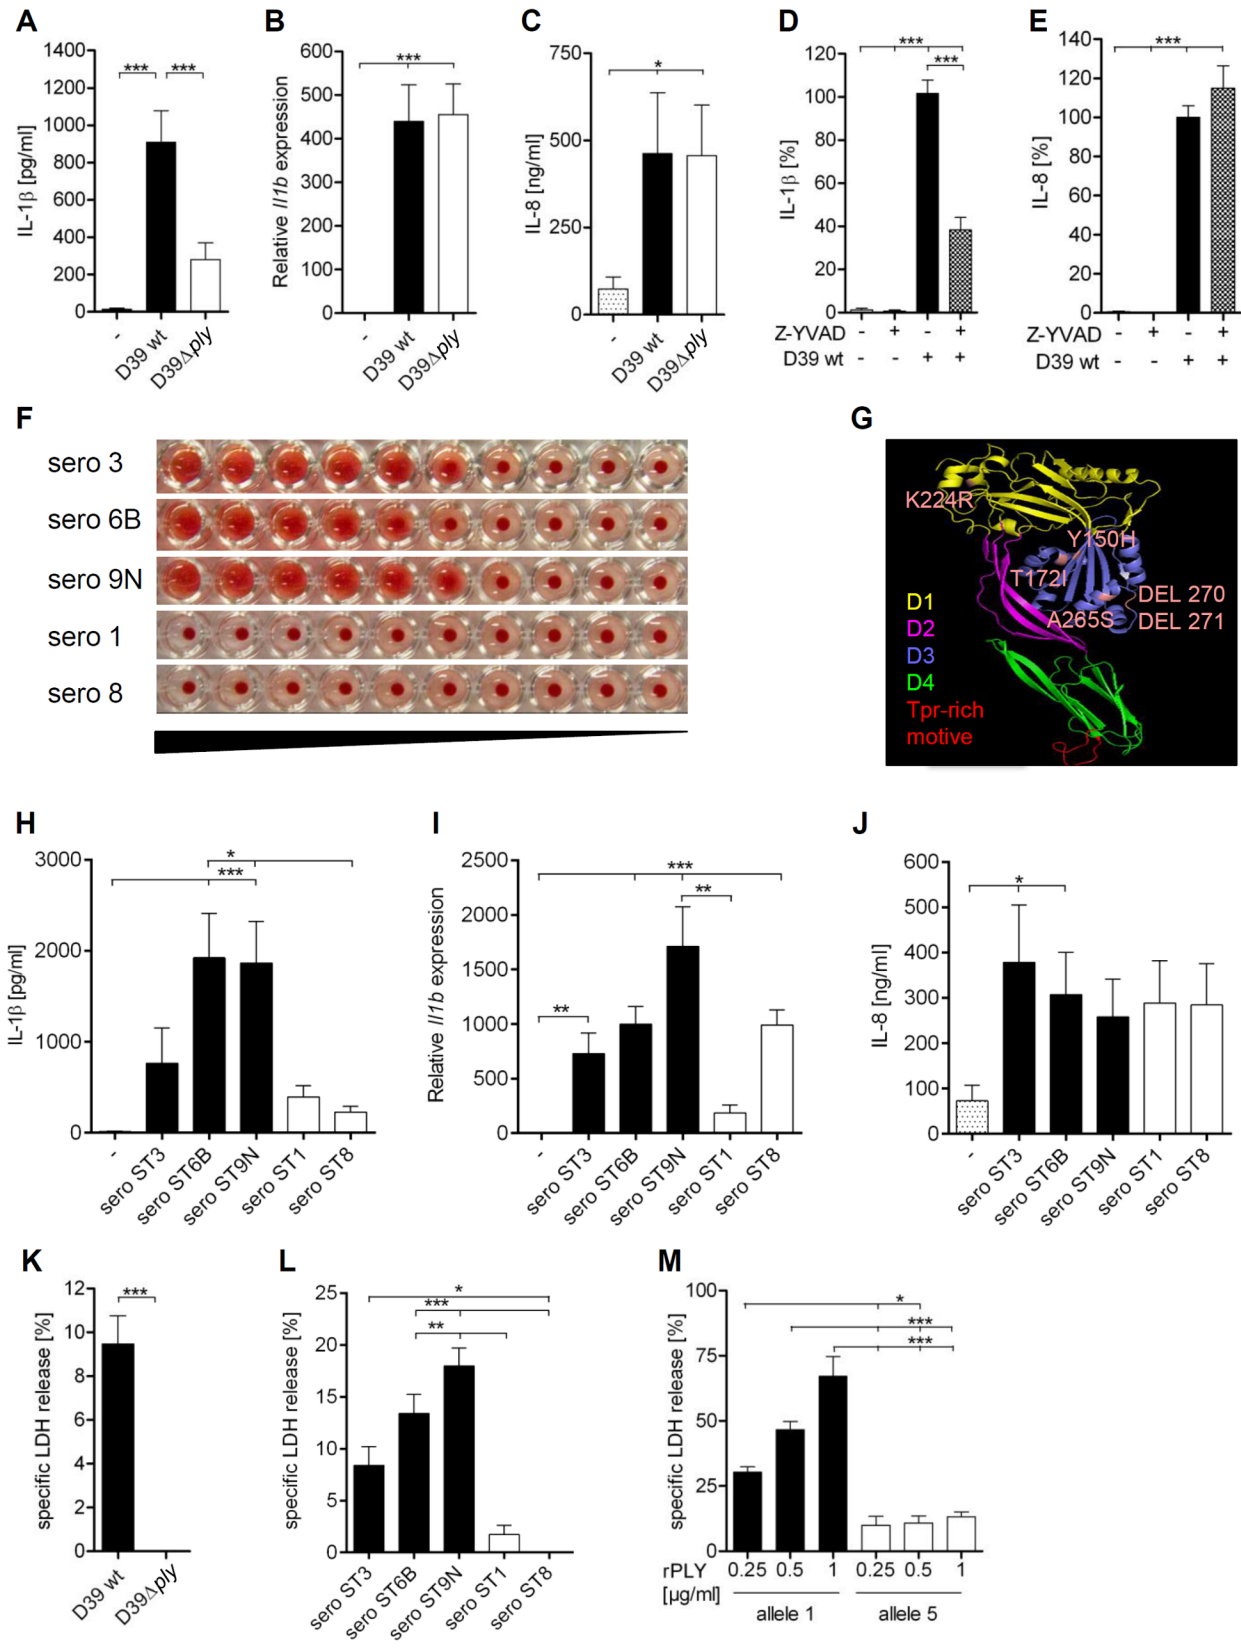 A
IL-1β [pg/ml]
1400
1200
1000
800
600
400
200
0
*** ***
-
D39 wt
D39Δply
B
Relative Il1b expression
600
500
400
300
200
100
0
***
-
D39 wt
D39Δply
C
IL-8 [ng/ml]
750
500
250
0
*
-
D39 wt
D39Δply
D
IL-1β [%]
120
100
80
60
40
20
0
***
***
Z-YVAD - + - +
D39 wt - - + +
E
IL-8 [%]
140
120
100
80
60
40
20
0
***
Z-YVAD - + - +
D39 wt - - + +
F
sero 3
sero 6B
sero 9N
sero 1
sero 8
G
K224R
Y150H
T172I
DEL 270
A265S
DEL 271
D1
D2
D3
D4
Tpr-rich
motive
H
IL-1β [pg/ml]
3000
2000
1000
0
*
***
-
sero ST3
sero ST6B
sero ST9N
sero ST1
sero ST8
I
Relative Il1b expression
2500
2000
1500
1000
500
0
***
**
**
-
sero ST3
sero ST6B
sero ST9N
sero ST1
sero ST8
J
IL-8 [ng/ml]
600
500
400
300
200
100
0
*
-
sero ST3
sero ST6B
sero ST9N
sero ST1
sero ST8
K
specific LDH release [%]
12
10
8
6
4
2
0
***
D39 wt
D39Δply
L
specific LDH release [%]
25
20
15
10
5
0
*
***
**
sero ST3
sero ST6B
sero ST9N
sero ST1
sero ST8
M
specific LDH release [%]
100
75
50
25
0
*
***
***
rPLY 0.25 0.5 1 0.25 0.5 1
[µg/ml]
allele 1 allele 5